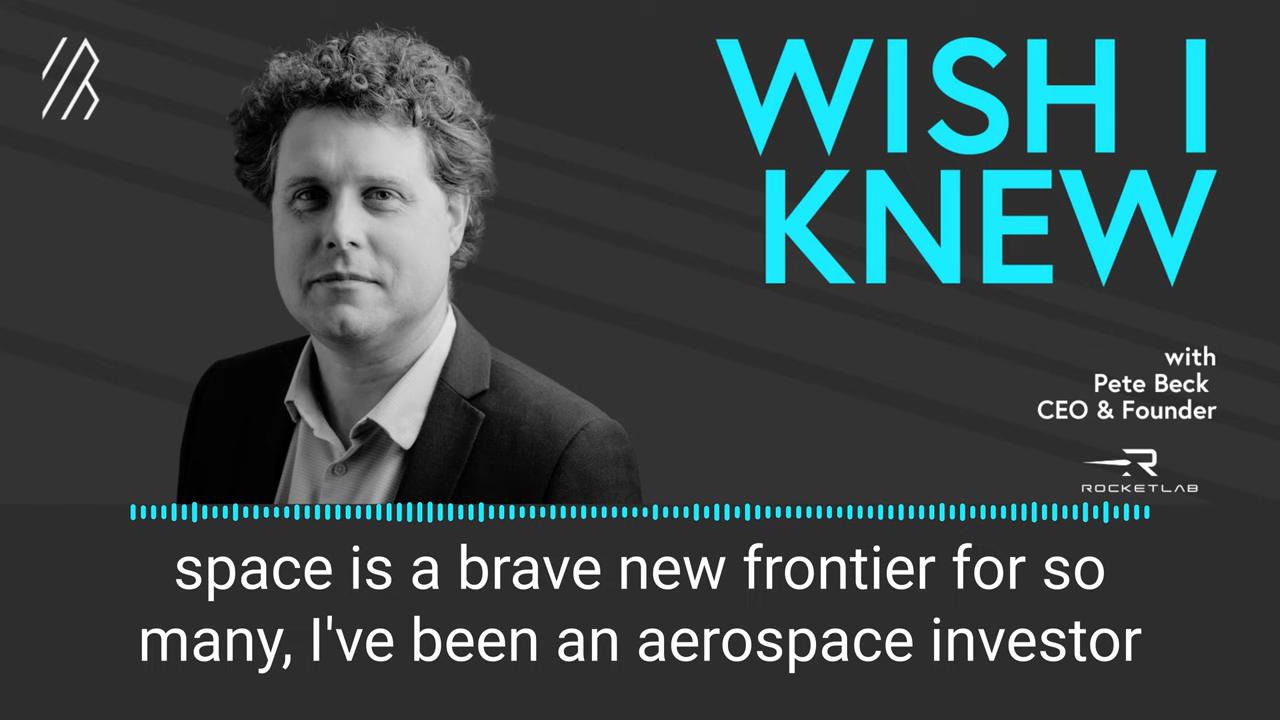 WISH I
KNEW
with
Pete Beck
CEO & Founder
ROCKETLAB
space is a brave new frontier for so
many, I've been an aerospace investor